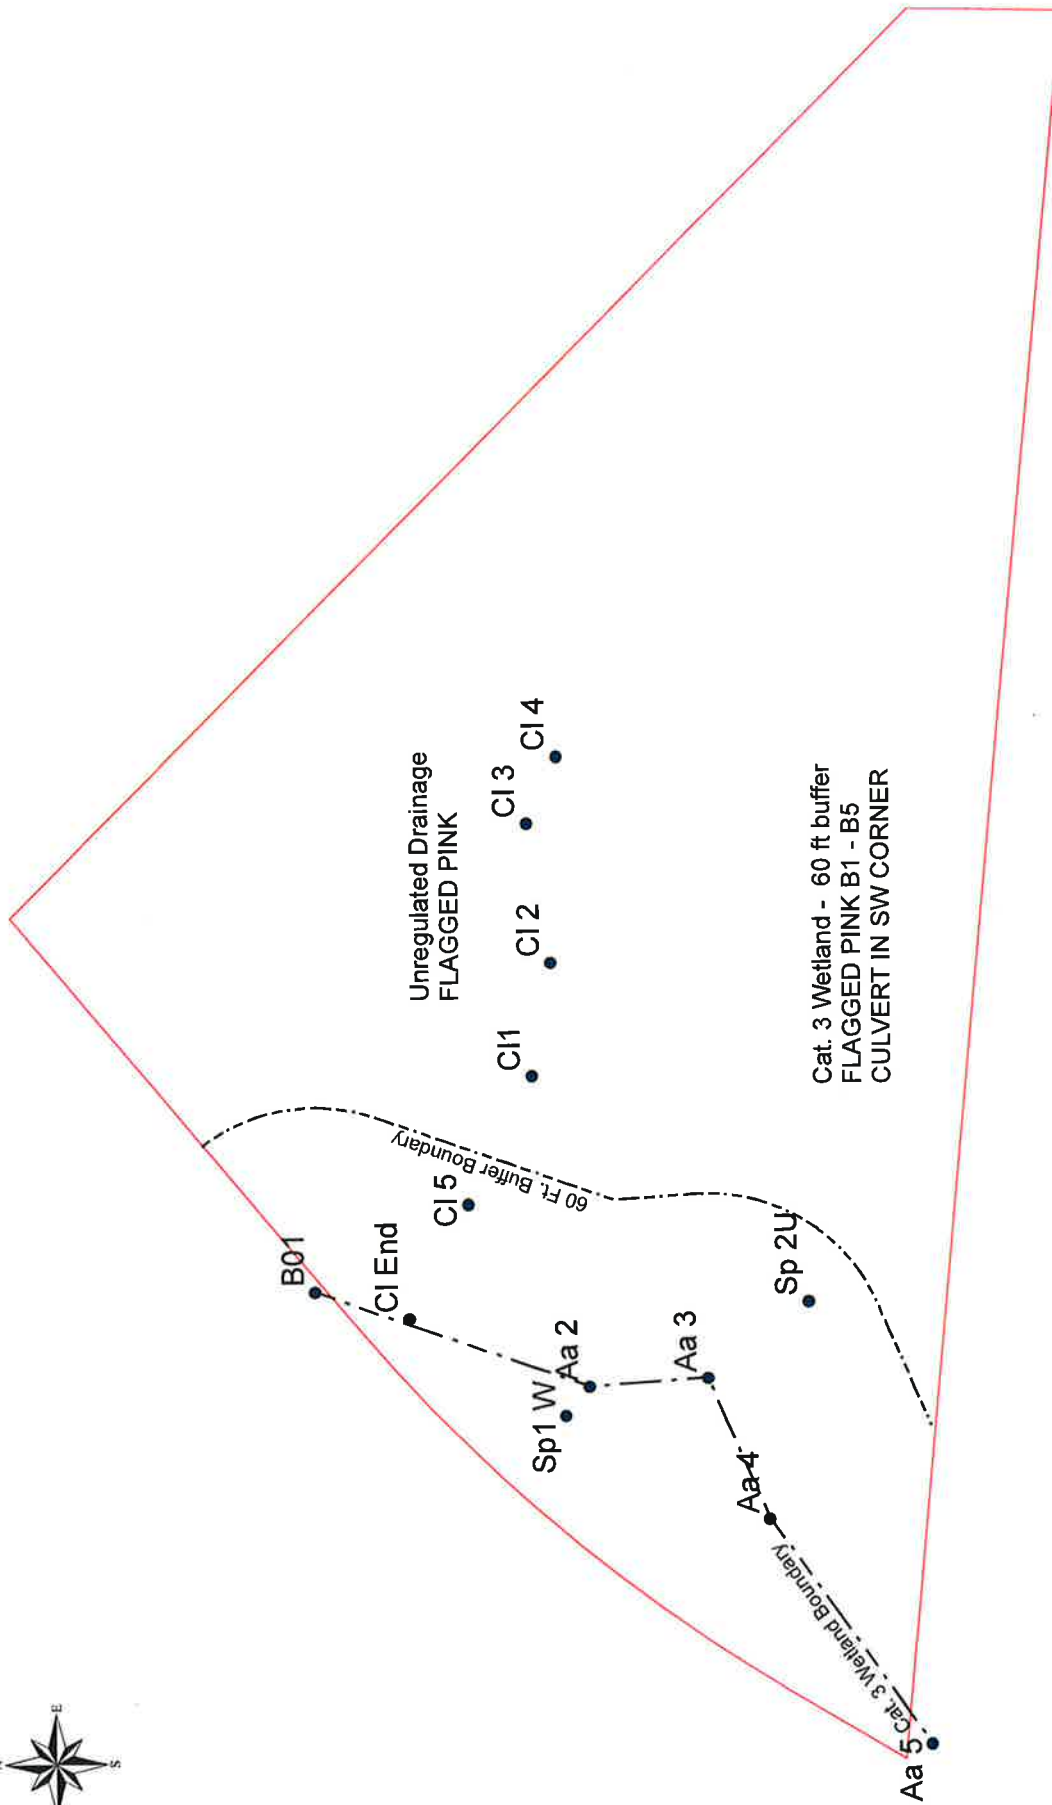 B01
Cl End
Cl 5
60 Ft. Buffer Boundary
Unregulated Drainage
FLAGGED PINK
Cl1
Cl 2
Cl 3
Cl 4
Sp1 W
Aa 2
Aa 3
Sp 2U
Aa 4
Cat. 3 Wetland Boundary
Aa 5
Cat. 3 Wetland - 60 ft buffer
FLAGGED PINK B1 - B5
CULVERT IN SW CORNER
E
S